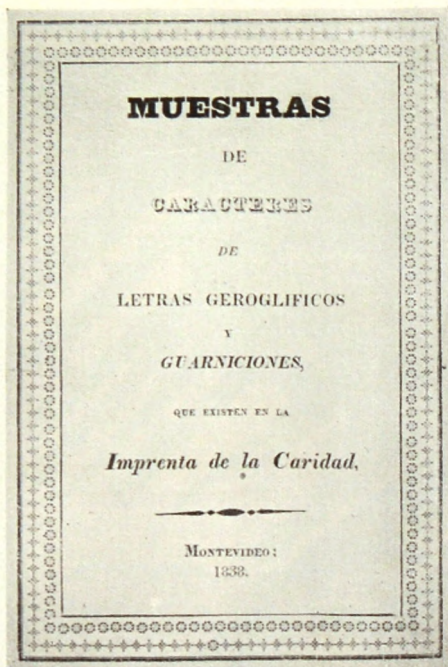 MUESTRAS
DE
CARACTERES
DE
LETRAS GEROGLIFICOS
Y
GUARNICIONES,
QUE EXISTEN EN LA
Imprenta de la Caridad,
MONTEVIDEO:
1838.